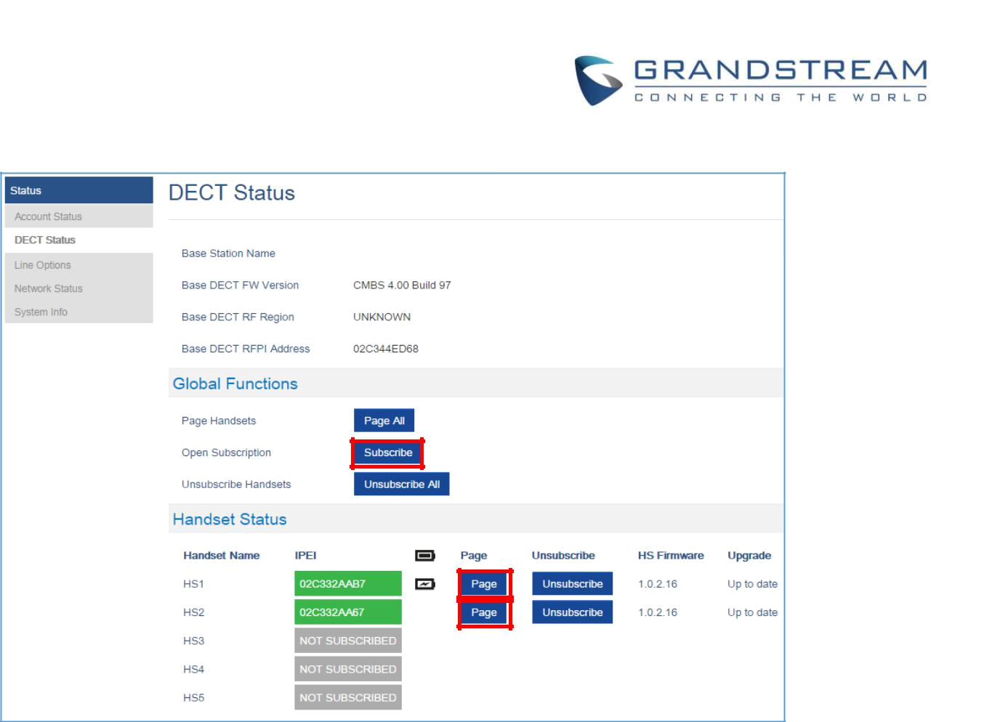 GRANDSTREAM
CONNECTING THE WORLD
Status
Account Status
DECT Status
Line Options
Network Status
System Info
DECT Status
Base Station Name
Base DECT FW Version CMBS 4.00 Build 97
Base DECT RF Region UNKNOWN
Base DECT RFPI Address 02C344ED68
Global Functions
Page Handsets Page All
Open Subscription Subscribe
Unsubscribe Handsets Unsubscribe All
Handset Status
Handset Name IPEI Page Unsubscribe HS Firmware Upgrade
HS1 02C332AAB7 Page Unsubscribe 1.0.2.16 Up to date
HS2 02C332AA67 Page Unsubscribe 1.0.2.16 Up to date
HS3 NOT SUBSCRIBED
HS4 NOT SUBSCRIBED
HS5 NOT SUBSCRIBED